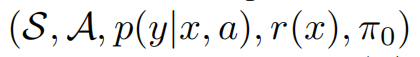 (𝒮, 𝒜, p(y|x, a), r(x), π₀)